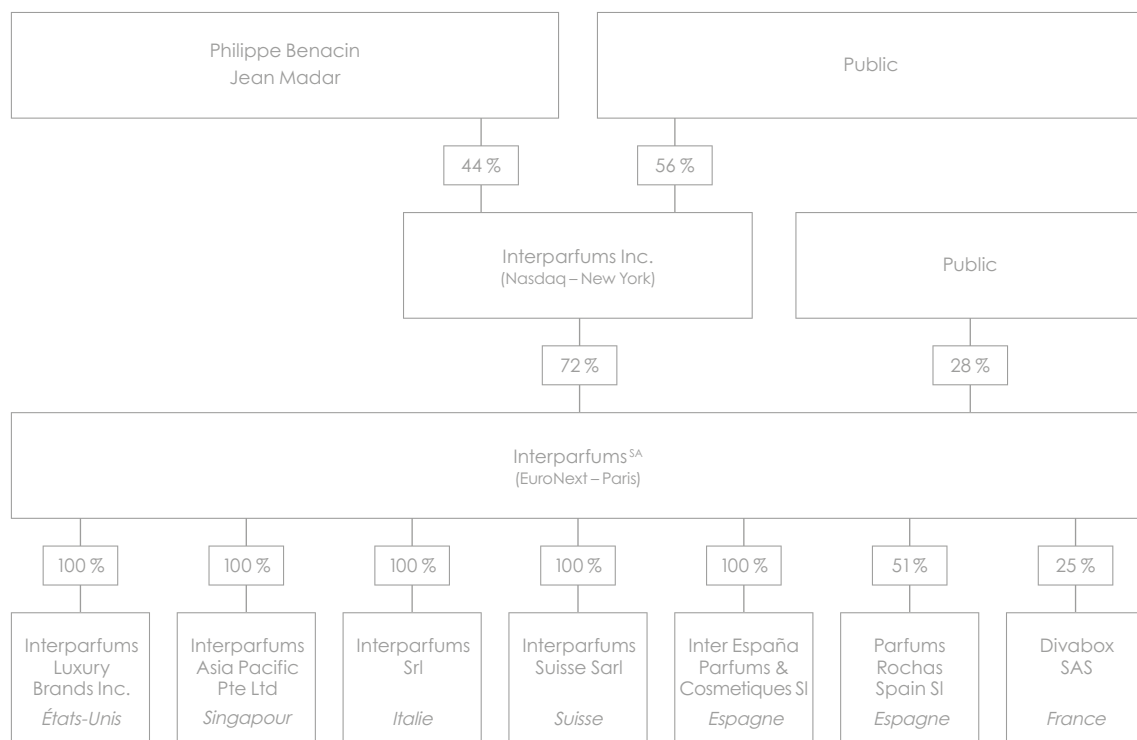 Philippe Benacin
Jean Madar
Public
44 %
56 %
Interparfums Inc.
(Nasdaq – New York)
Public
72 %
28 %
Interparfums SA
(EuroNext – Paris)
100 %
100 %
100 %
100 %
100 %
51 %
25 %
Interparfums
Luxury
Brands Inc.
États-Unis
Interparfums
Asia Pacific
Pte Ltd
Singapour
Interparfums
Srl
Italie
Interparfums
Suisse Sarl
Suisse
Inter España
Parfums &
Cosmetiques Sl
Espagne
Parfums
Rochas
Spain Sl
Espagne
Divabox
SAS
France